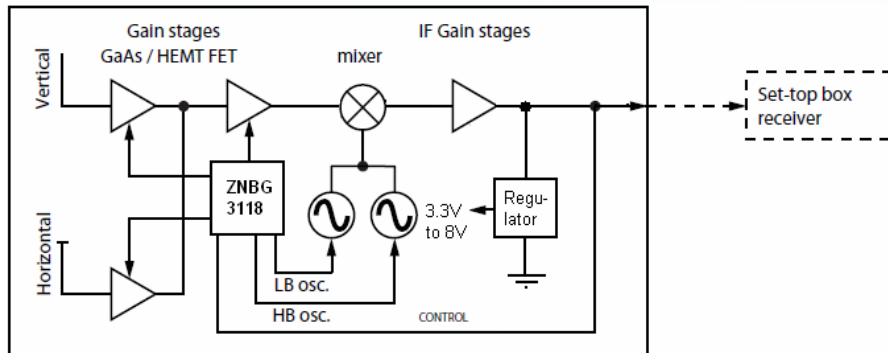 Gain stages
GaAs / HEMT FET
mixer
IF Gain stages
Vertical
Set-top box
receiver
ZNBG
3118
3.3V
to 8V
Regu-
lator
Horizontal
LB osc.
HB osc.
CONTROL